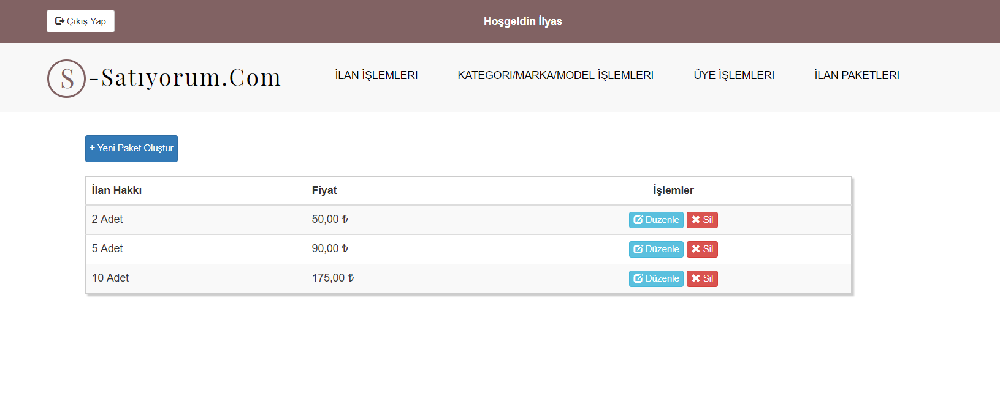 Çıkış Yap
Hoşgeldin İlyas
S-Satıyorum.Com
İLAN İŞLEMLERI
KATEGORI/MARKA/MODEL İŞLEMLERI
ÜYE İŞLEMLERI
İLAN PAKETLERI
+ Yeni Paket Oluştur
İlan Hakkı Fiyat İşlemler
2 Adet 50,00 ₺ Düzenle Sil
5 Adet 90,00 ₺ Düzenle Sil
10 Adet 175,00 ₺ Düzenle Sil